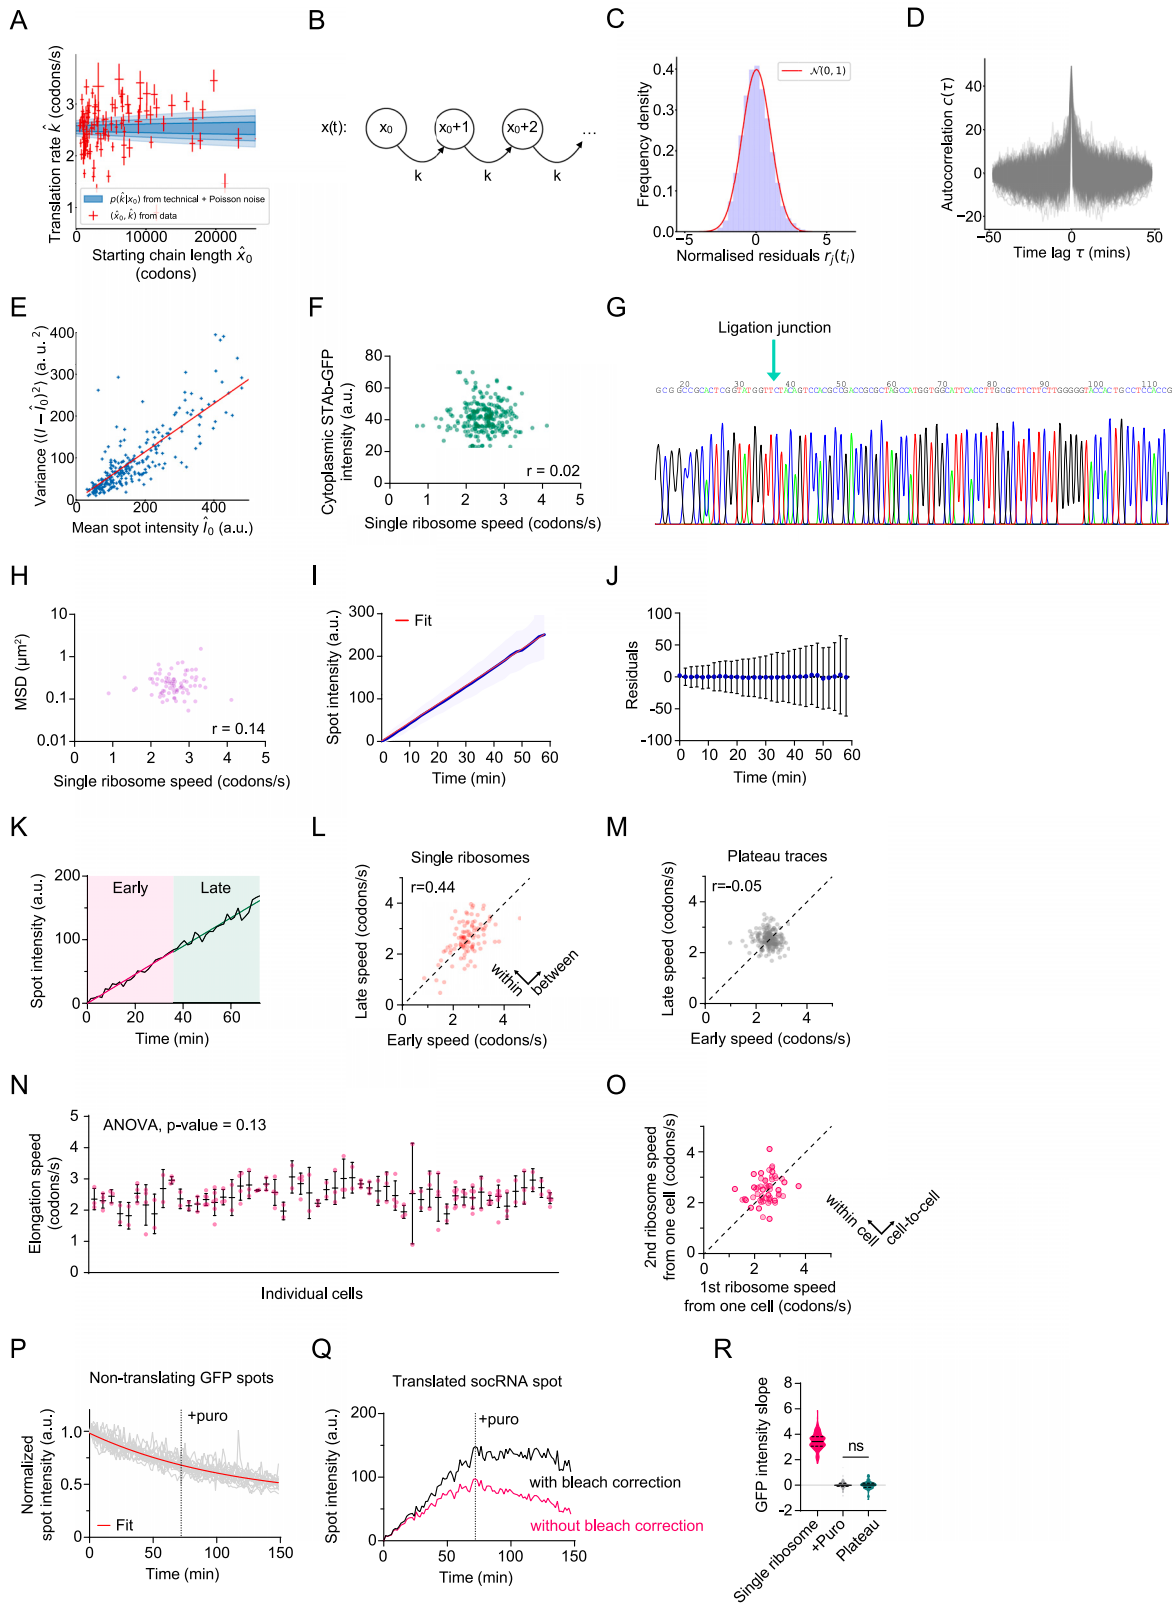 A
Translation rate k̂ (codons/s)
3
2
1
0
10000
20000
p(k̂|x₀) from technical + Poisson noise
(x̂₀, k̂) from data
Starting chain length x̂₀
(codons)
B
x(t):
x₀
x₀+1
x₀+2
...
k
k
k
C
Frequency density
0.4
0.3
0.2
0.1
0.0
𝒩(0, 1)
−5
0
5
Normalised residuals rⱼ(tᵢ)
D
Autocorrelation c(τ)
40
20
0
−20
−50
0
50
Time lag τ (mins)
E
Variance ⟨(I − Î₀)²⟩ (a. u. ²)
400
300
200
100
0
0
200
400
Mean spot intensity Î₀ (a.u.)
F
Cytoplasmic STAb-GFP
intensity (a.u.)
80
60
40
20
0
r = 0.02
0
1
2
3
4
5
Single ribosome speed (codons/s)
G
Ligation junction
20 30 40 50 60 70 80 90 100 110
H
MSD (µm²)
10
1
0.1
0.01
r = 0.14
0
1
2
3
4
5
Single ribosome speed (codons/s)
I
Spot intensity (a.u.)
300
200
100
0
Fit
0 10 20 30 40 50 60
Time (min)
J
Residuals
100
50
0
-50
-100
0 10 20 30 40 50 60
Time (min)
K
Spot intensity (a.u.)
200
100
0
Early
Late
0
20
40
60
Time (min)
L
Single ribosomes
Late speed (codons/s)
4
2
0
r=0.44
within
between
0
2
4
Early speed (codons/s)
M
Plateau traces
Late speed (codons/s)
4
2
0
r=-0.05
0
2
4
Early speed (codons/s)
N
Elongation speed
(codons/s)
5
4
3
2
1
0
ANOVA, p-value = 0.13
Individual cells
O
2nd ribosome speed
from one cell (codons/s)
4
2
0
within cell
cell-to-cell
0
2
4
1st ribosome speed
from one cell (codons/s)
P
Non-translating GFP spots
Normalized
spot intensity (a.u.)
1.0
0.5
0
+puro
Fit
0
50
100
150
Time (min)
Q
Translated socRNA spot
Spot intensity (a.u.)
200
150
100
50
0
+puro
with bleach correction
without bleach correction
0
50
100
150
Time (min)
R
GFP intensity slope
8
6
4
2
0
-2
ns
Single ribosome
+Puro
Plateau